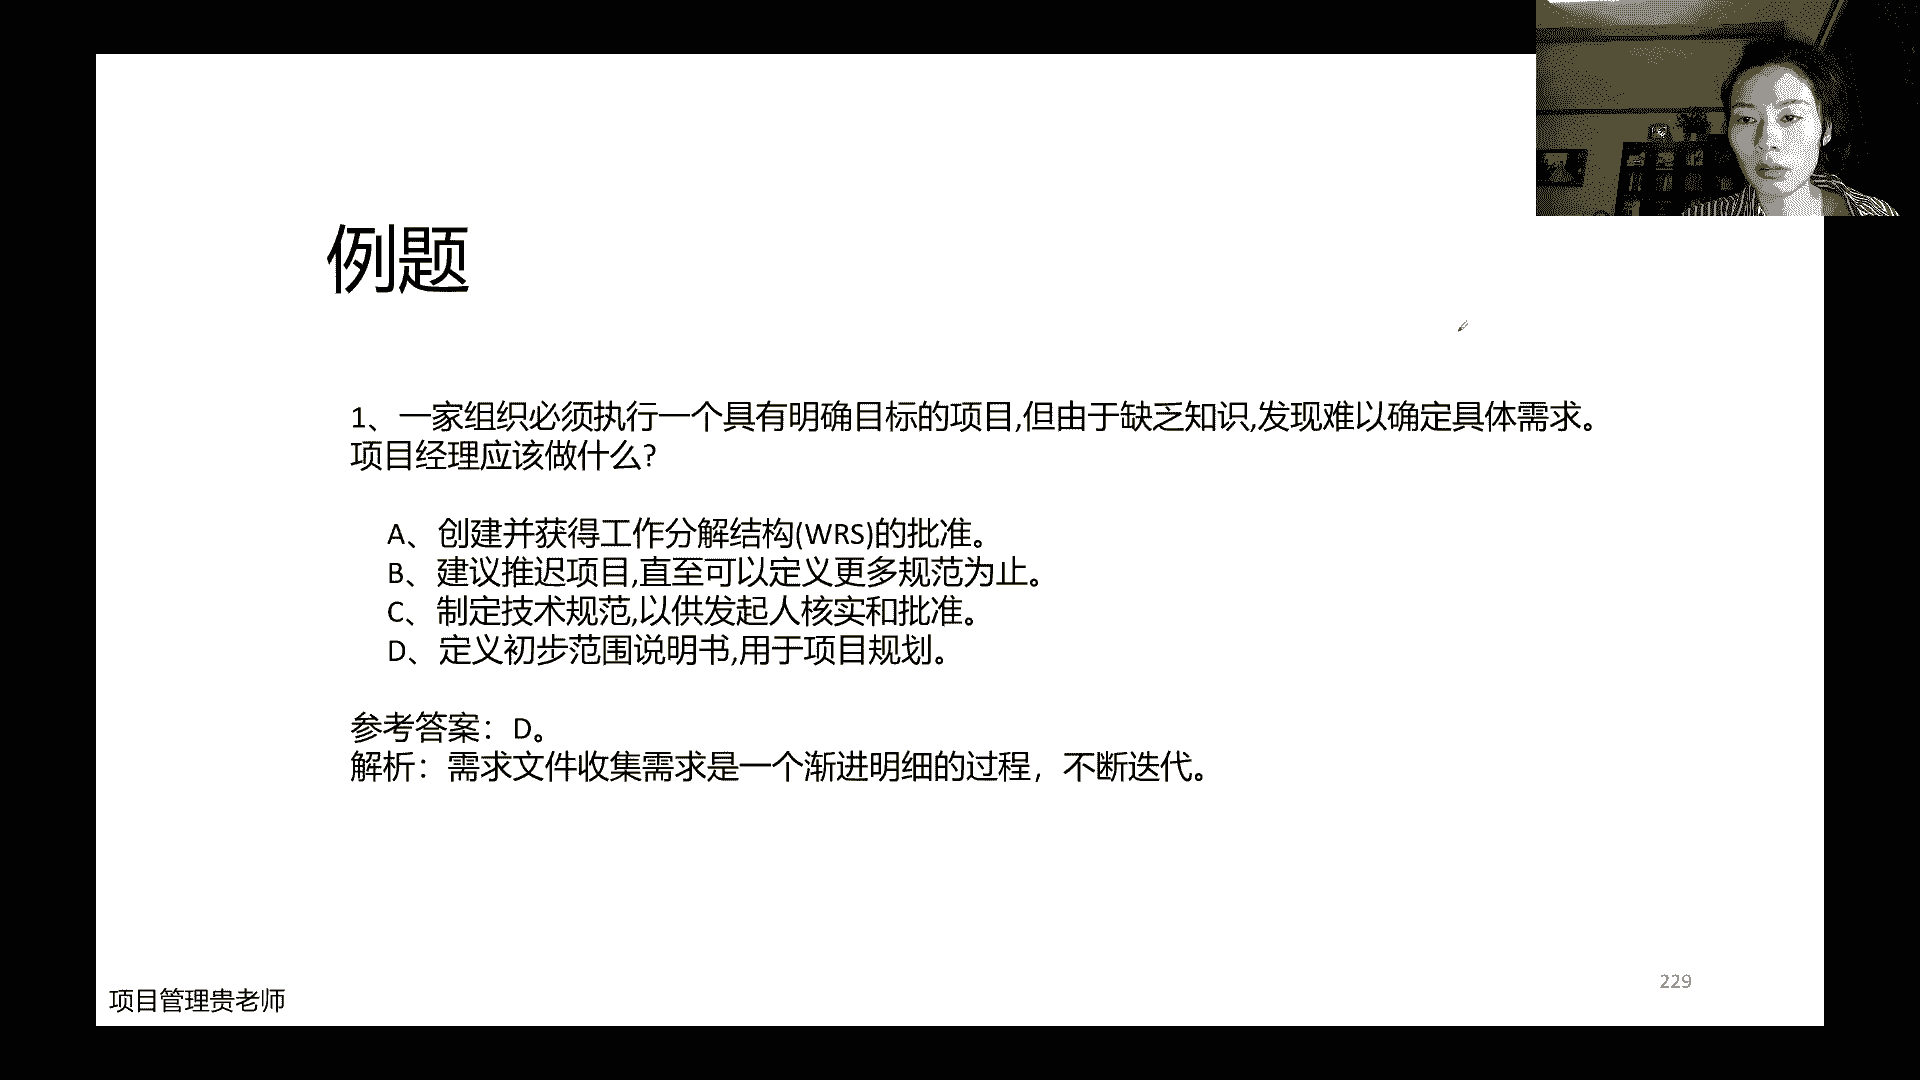 例题
1、一家组织必须执行一个具有明确目标的项目,但由于缺乏知识,发现难以确定具体需求。
项目经理应该做什么?
A、创建并获得工作分解结构(WRS)的批准。
B、建议推迟项目,直至可以定义更多规范为止。
C、制定技术规范,以供发起人核实和批准。
D、定义初步范围说明书,用于项目规划。
参考答案：D。
解析：需求文件收集需求是一个渐进明细的过程，不断迭代。
229
项目管理贵老师